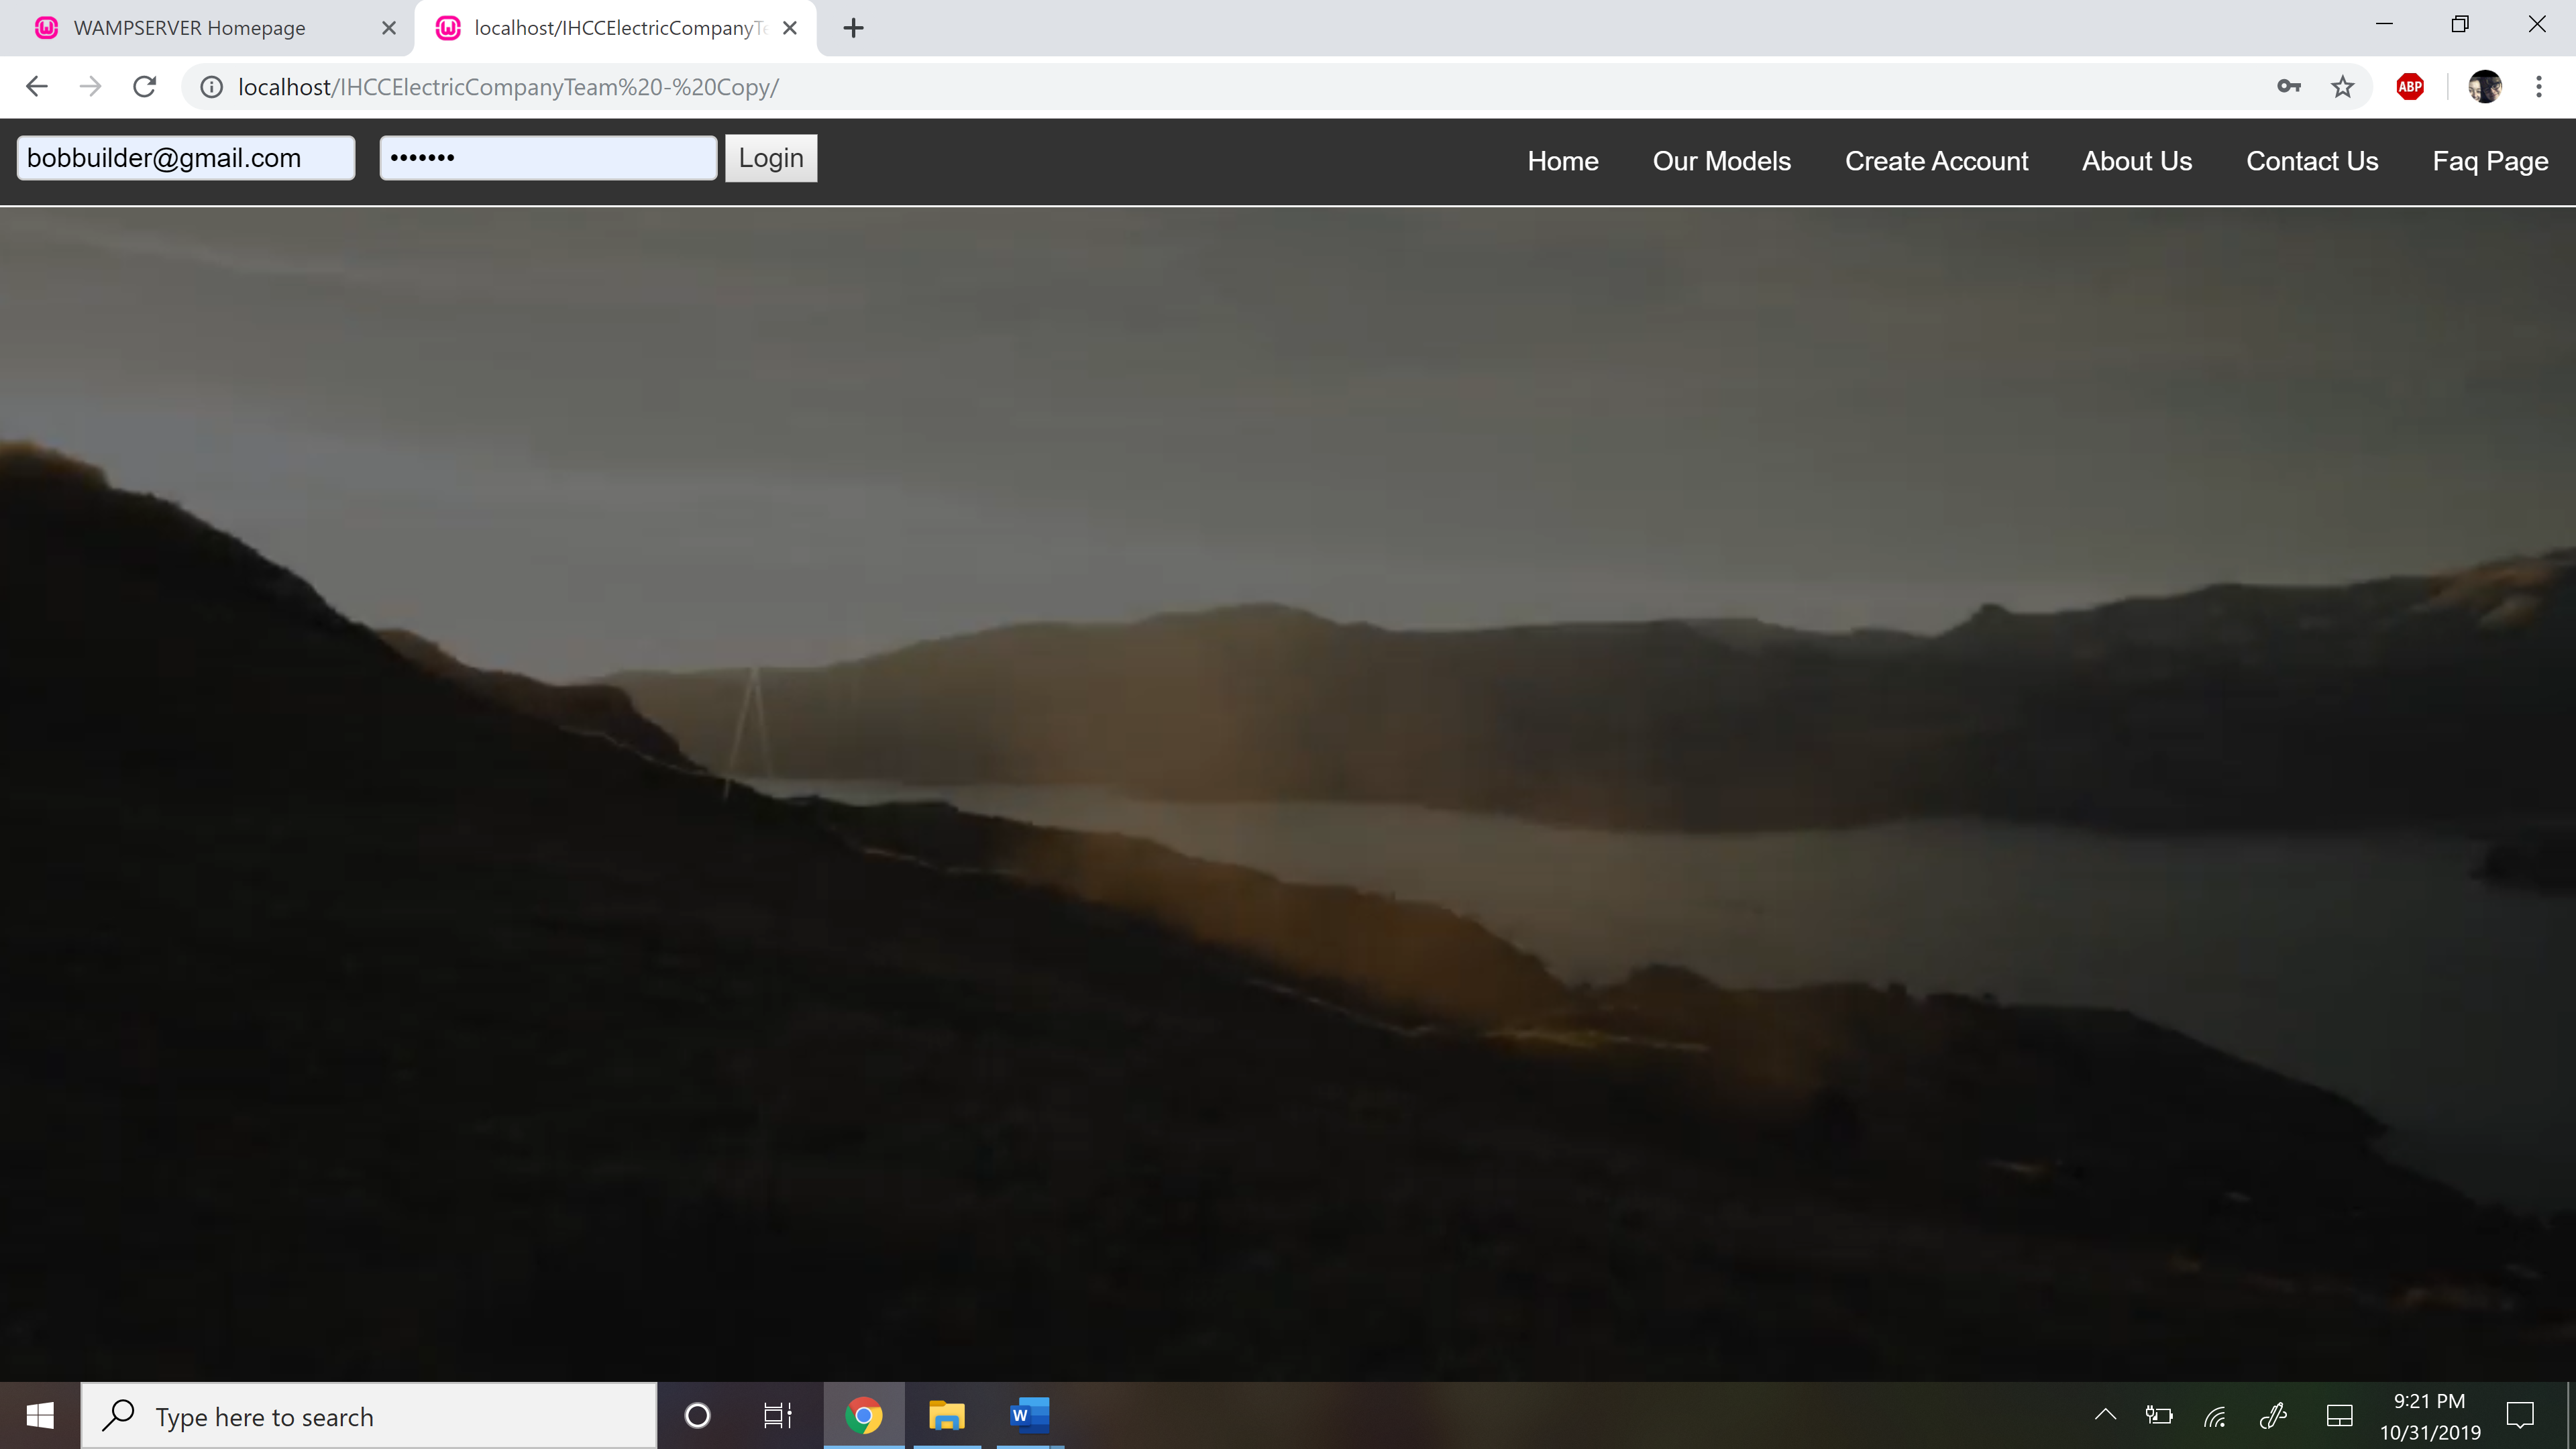 WAMPSERVER Homepage
localhost/IHCCElectricCompanyTe
localhost/IHCCElectricCompanyTeam%20-%20Copy/
ABP
bobbuilder@gmail.com ••••••• Login Home Our Models Create Account About Us Contact Us Faq Page
Type here to search
W
9:21 PM
10/31/2019